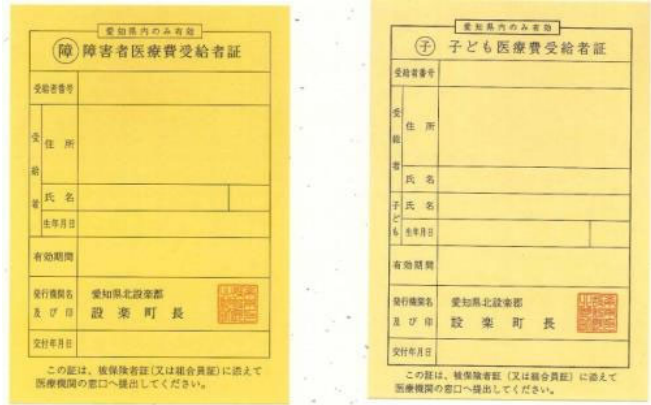 愛知県内のみ有効
障 障害者医療費受給者証
受給者番号
受給者
住所
氏名
生年月日
有効期間
発行機関名及び印
愛知県北設楽郡
設楽町長
交付年月日
この証は、被保険者証(又は組合員証)に添えて
医療機関の窓口へ提出してください。
愛知県内のみ有効
子 子ども医療費受給者証
受給者番号
受給者
住所
氏名
子ども
氏名
生年月日
有効期間
発行機関名及び印
愛知県北設楽郡
設楽町長
交付年月日
この証は、被保険者証(又は組合員証)に添えて
医療機関の窓口へ提出してください。